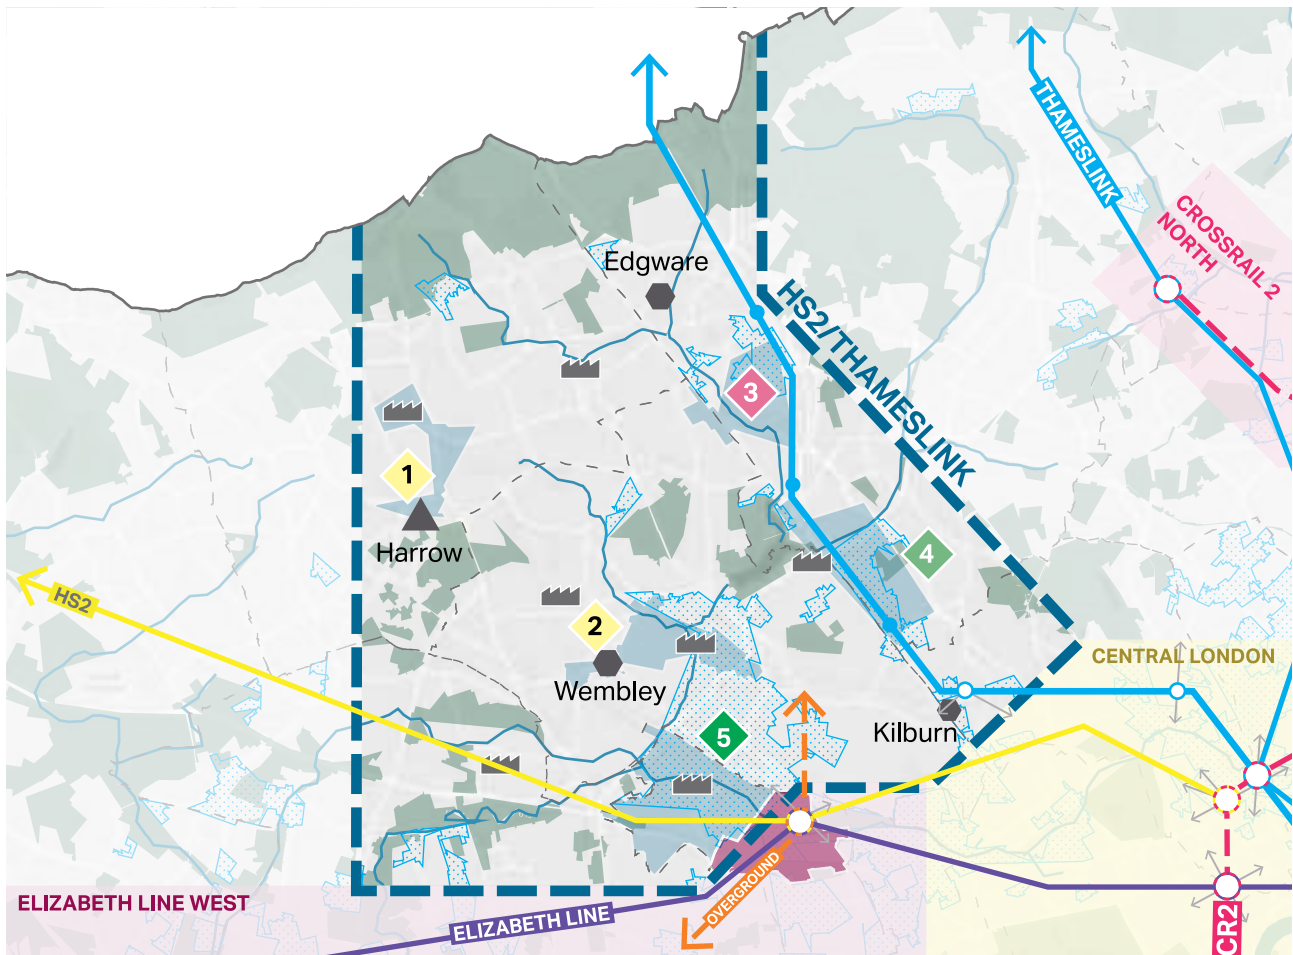 THAMESLINK
CROSSRAIL 2
NORTH
Edgware
HS2/THAMESLINK
3
1
Harrow
4
HS2
2
Wembley
CENTRAL LONDON
5
Kilburn
ELIZABETH LINE WEST
ELIZABETH LINE
OVERGROUND
CR2